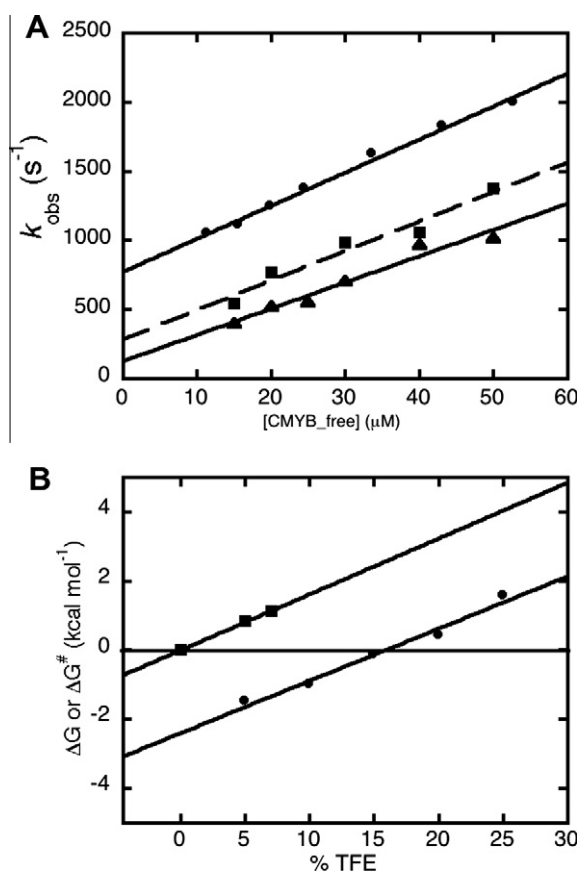 A
2500
2000
1500
1000
500
0
k_obs (s⁻¹)
0 10 20 30 40 50 60
[CMYB_free] (μM)
B
4
2
0
-2
-4
ΔG or ΔG# (kcal mol⁻¹)
0 5 10 15 20 25 30
% TFE